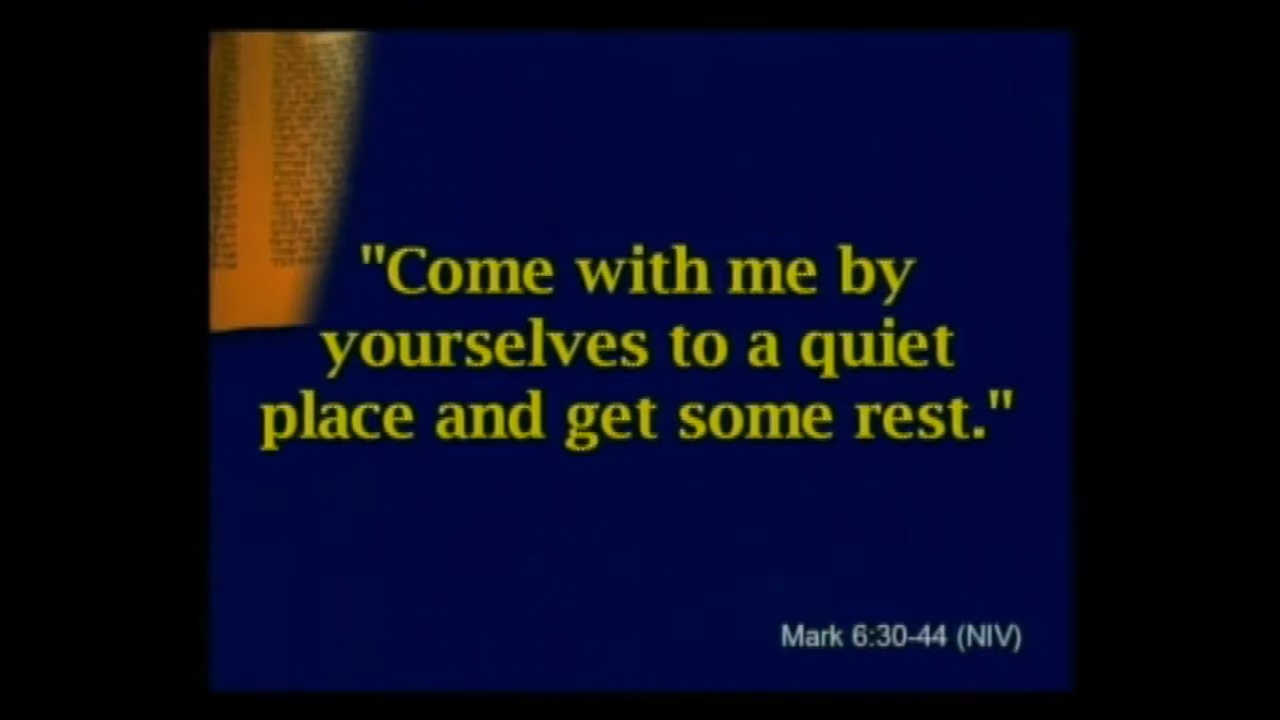 "Come with me by
yourselves to a quiet
place and get some rest."
Mark 6:30-44 (NIV)